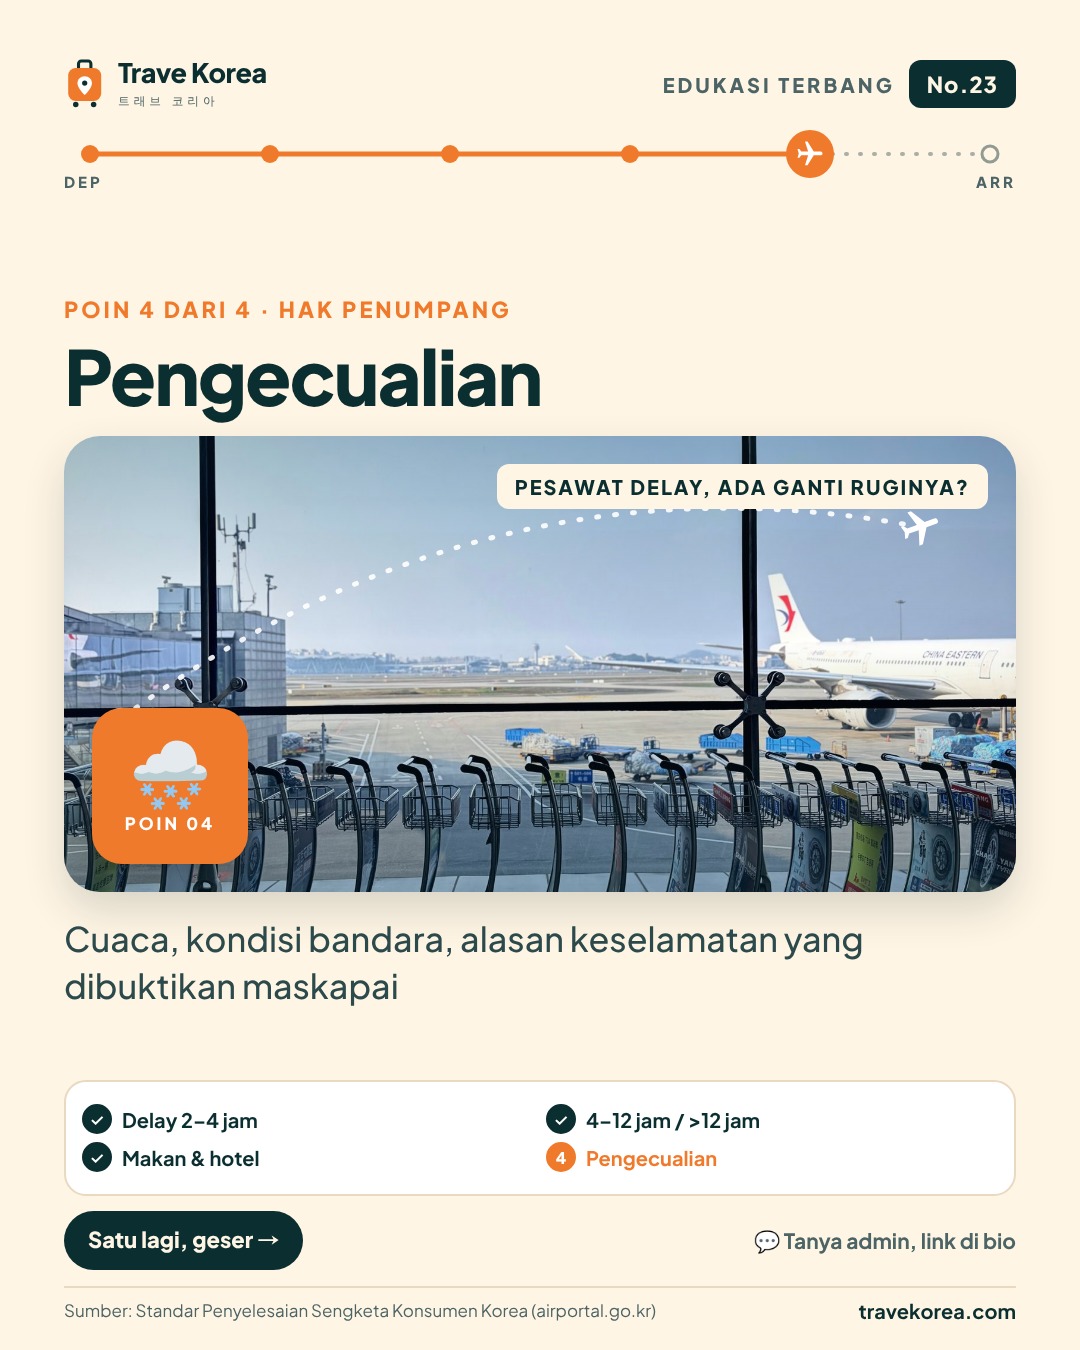 Trave Korea
트래브 코리아
EDUKASI TERBANG
No.23
DEP
ARR
POIN 4 DARI 4 · HAK PENUMPANG
Pengecualian
PESAWAT DELAY, ADA GANTI RUGINYA?
CHINA EASTERN
POIN 04
Cuaca, kondisi bandara, alasan keselamatan yang
dibuktikan maskapai
Delay 2–4 jam
4–12 jam / >12 jam
Makan & hotel
4 Pengecualian
Satu lagi, geser →
💬 Tanya admin, link di bio
Sumber: Standar Penyelesaian Sengketa Konsumen Korea (airportal.go.kr)
travekorea.com